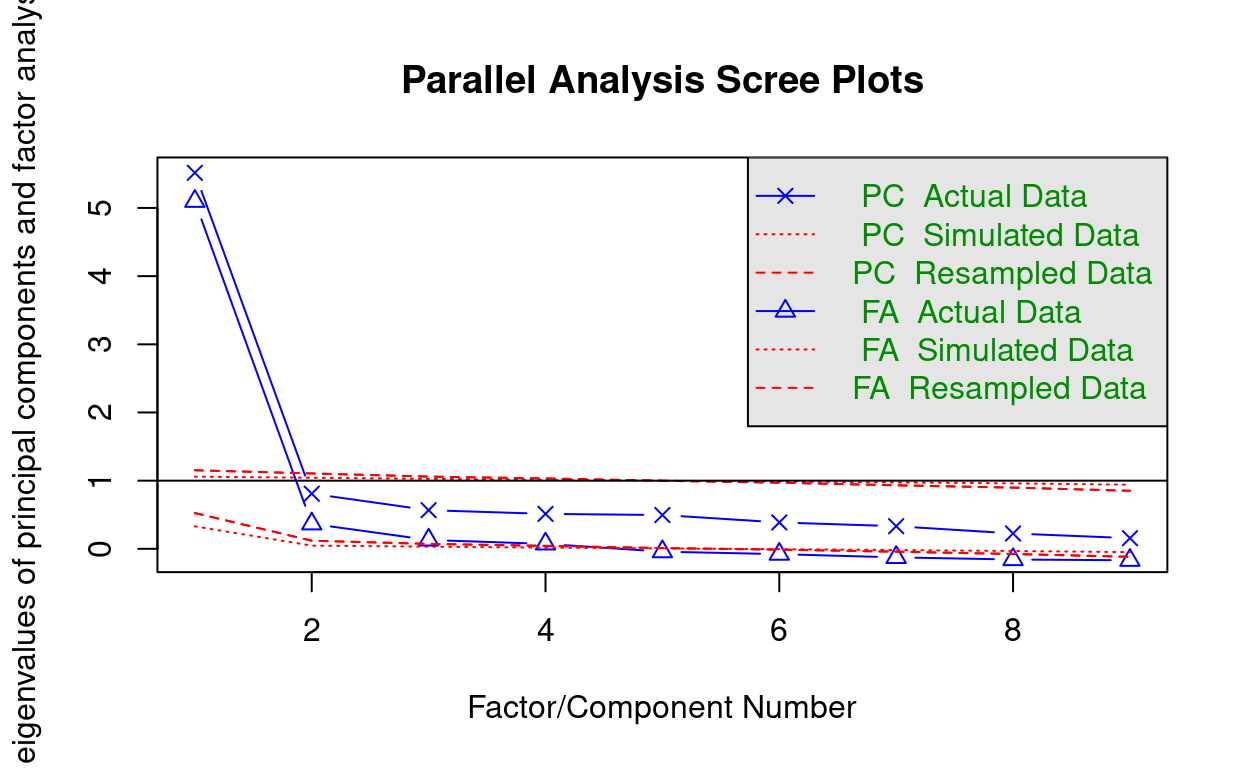 Parallel Analysis Scree Plots
eigenvalues of principal components and factor
5
4
3
2
1
0
PC Actual Data
PC Simulated Data
PC Resampled Data
FA Actual Data
FA Simulated Data
FA Resampled Data
2 4 6 8
Factor/Component Number